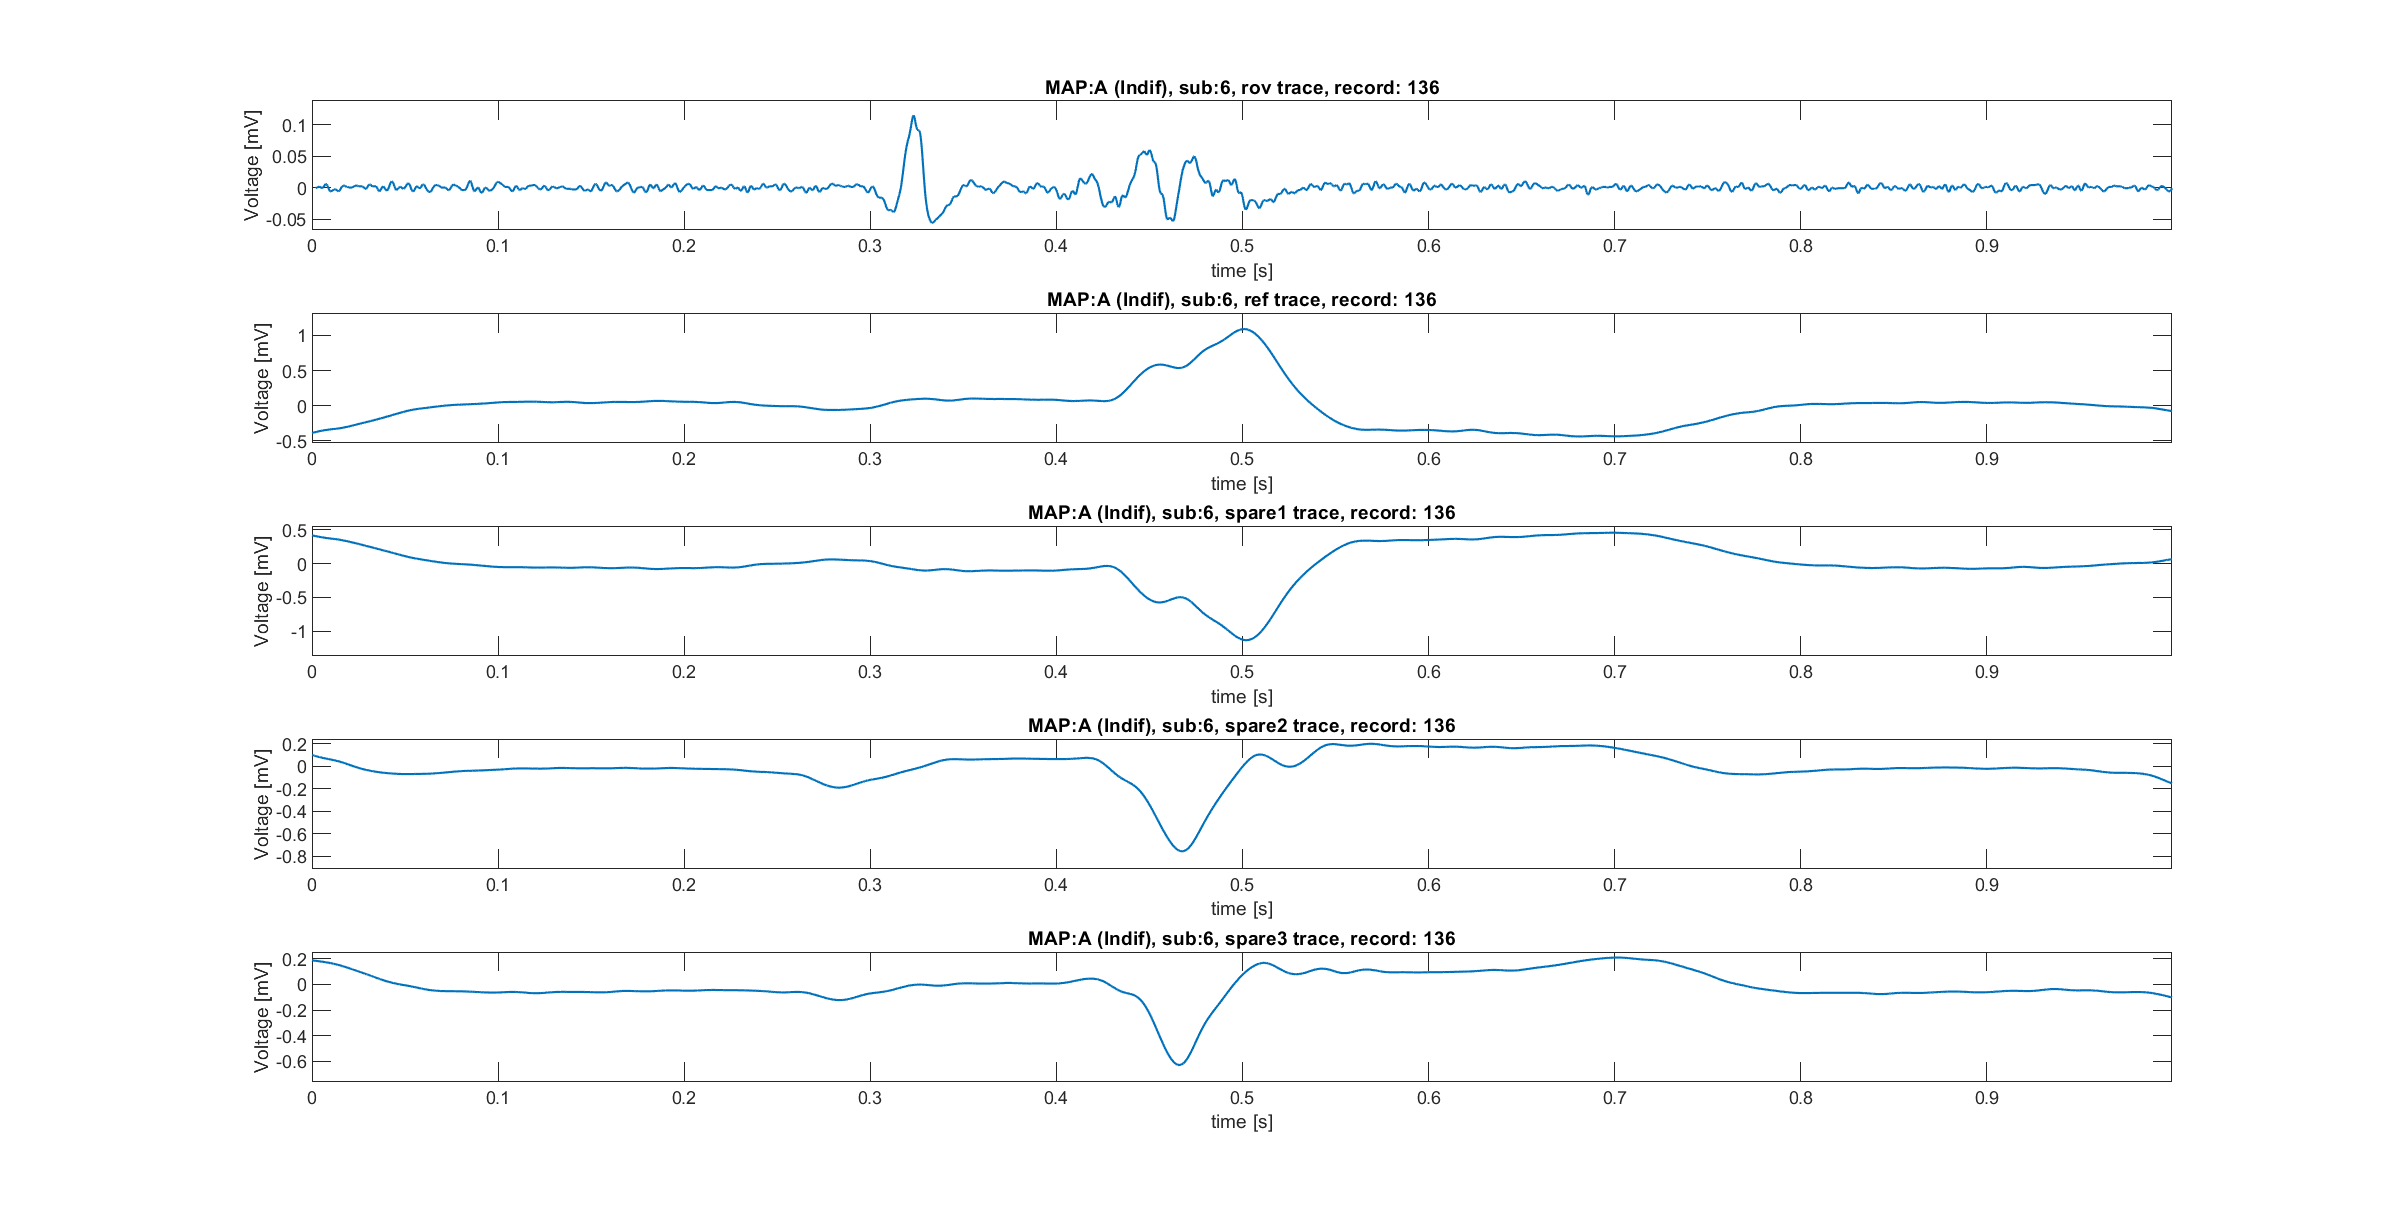 MAP:A (Indif), sub:6, rov trace, record: 136
Voltage [mV]
0.1
0.05
0
-0.05
0 0.1 0.2 0.3 0.4 0.5 0.6 0.7 0.8 0.9
time [s]
MAP:A (Indif), sub:6, ref trace, record: 136
Voltage [mV]
1
0.5
0
-0.5
0 0.1 0.2 0.3 0.4 0.5 0.6 0.7 0.8 0.9
time [s]
MAP:A (Indif), sub:6, spare1 trace, record: 136
Voltage [mV]
0.5
0
-0.5
-1
0 0.1 0.2 0.3 0.4 0.5 0.6 0.7 0.8 0.9
time [s]
MAP:A (Indif), sub:6, spare2 trace, record: 136
Voltage [mV]
0.2
0
-0.2
-0.4
-0.6
-0.8
0 0.1 0.2 0.3 0.4 0.5 0.6 0.7 0.8 0.9
time [s]
MAP:A (Indif), sub:6, spare3 trace, record: 136
Voltage [mV]
0.2
0
-0.2
-0.4
-0.6
0 0.1 0.2 0.3 0.4 0.5 0.6 0.7 0.8 0.9
time [s]